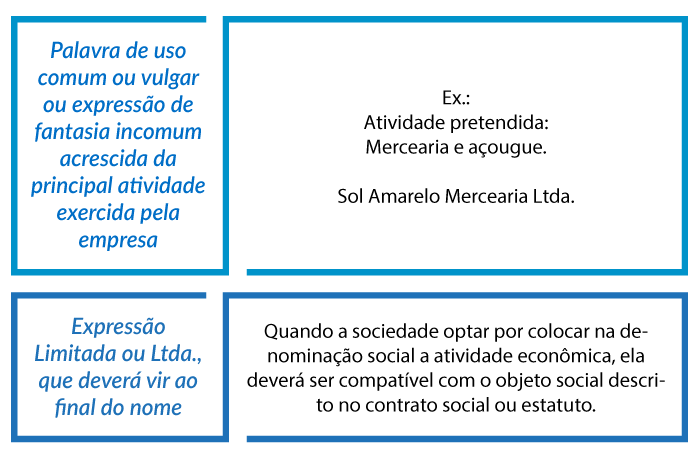 Palavra de uso
comum ou vulgar
ou expressão de
fantasia incomum
acrescida da
principal atividade
exercida pela
empresa
Ex.:
Atividade pretendida:
Mercearia e açougue.
Sol Amarelo Mercearia Ltda.
Expressão
Limitada ou Ltda.,
que deverá vir ao
final do nome
Quando a sociedade optar por colocar na de-
nominação social a atividade econômica, ela
deverá ser compatível com o objeto social descri-
to no contrato social ou estatuto.